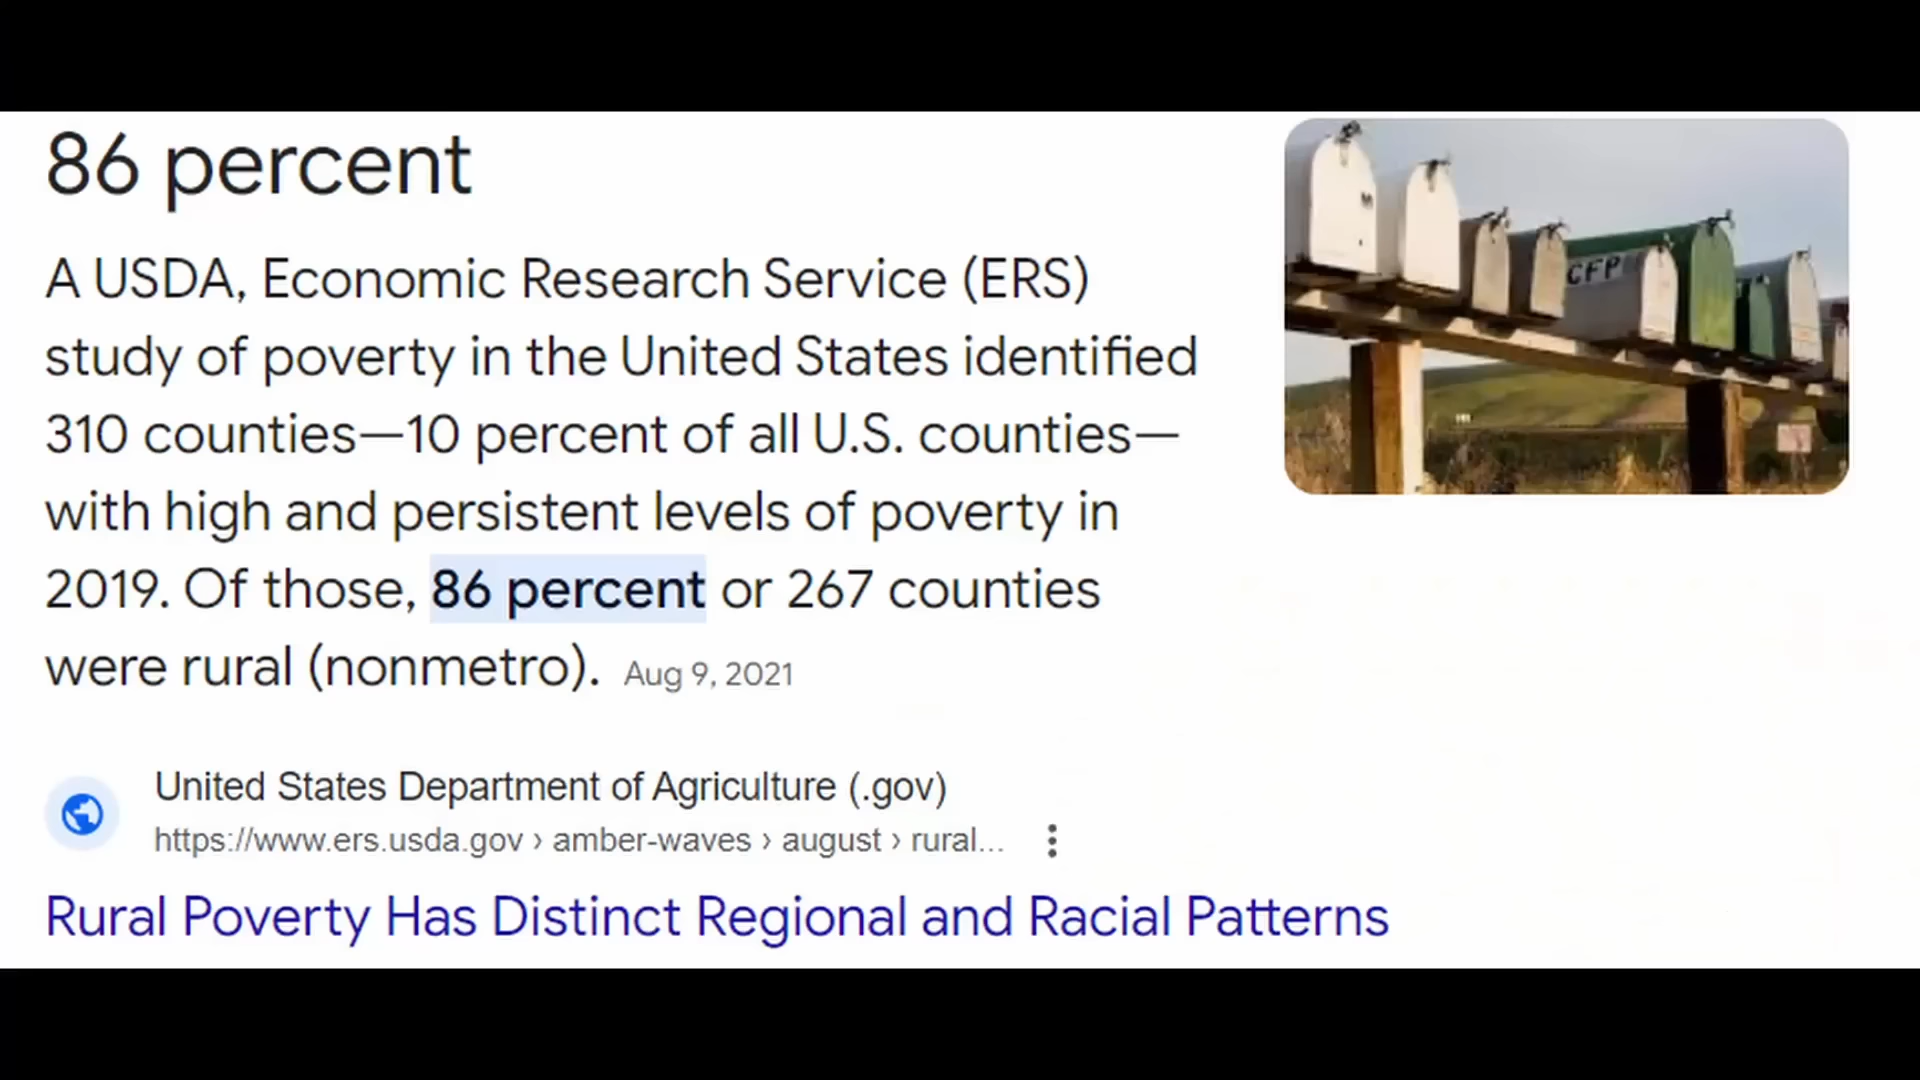 86 percent
A USDA, Economic Research Service (ERS)
study of poverty in the United States identified
310 counties—10 percent of all U.S. counties—
with high and persistent levels of poverty in
2019. Of those, 86 percent or 267 counties
were rural (nonmetro). Aug 9, 2021
CFP
United States Department of Agriculture (.gov)
https://www.ers.usda.gov › amber-waves › august › rural...
Rural Poverty Has Distinct Regional and Racial Patterns